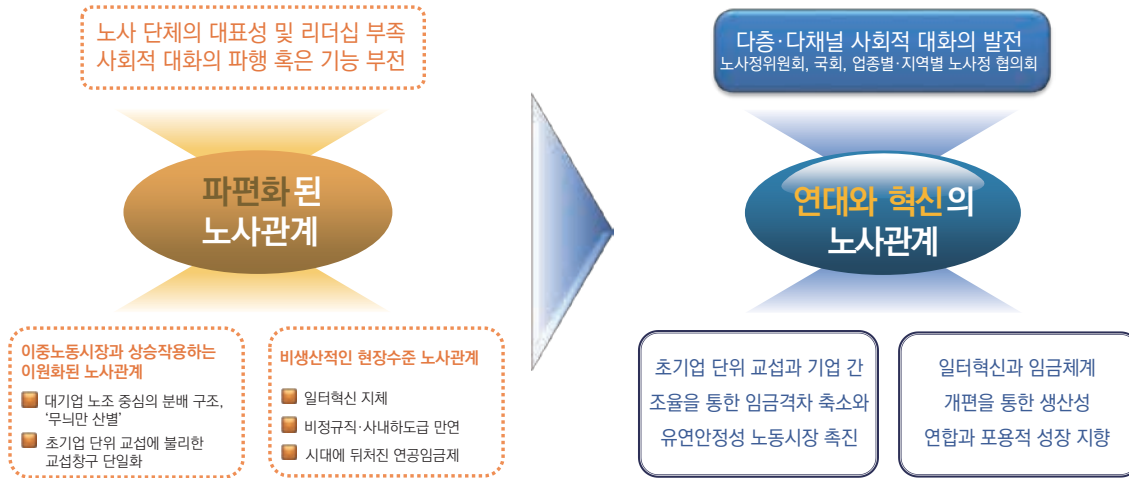 노사 단체의 대표성 및 리더십 부족
사회적 대화의 파행 혹은 기능 부전
파편화된
노사관계
이중노동시장과 상승작용하는
이원화된 노사관계
대기업 노조 중심의 분배 구조,
‘무늬만 산별’
초기업 단위 교섭에 불리한
교섭창구 단일화
비생산적인 현장수준 노사관계
일터혁신 지체
비정규직·사내하도급 만연
시대에 뒤처진 연공임금제
다층·다채널 사회적 대화의 발전
노사정위원회, 국회, 업종별·지역별 노사정 협의회
연대와 혁신의
노사관계
초기업 단위 교섭과 기업 간
조율을 통한 임금격차 축소와
유연안정성 노동시장 촉진
일터혁신과 임금체계
개편을 통한 생산성
연합과 포용적 성장 지향